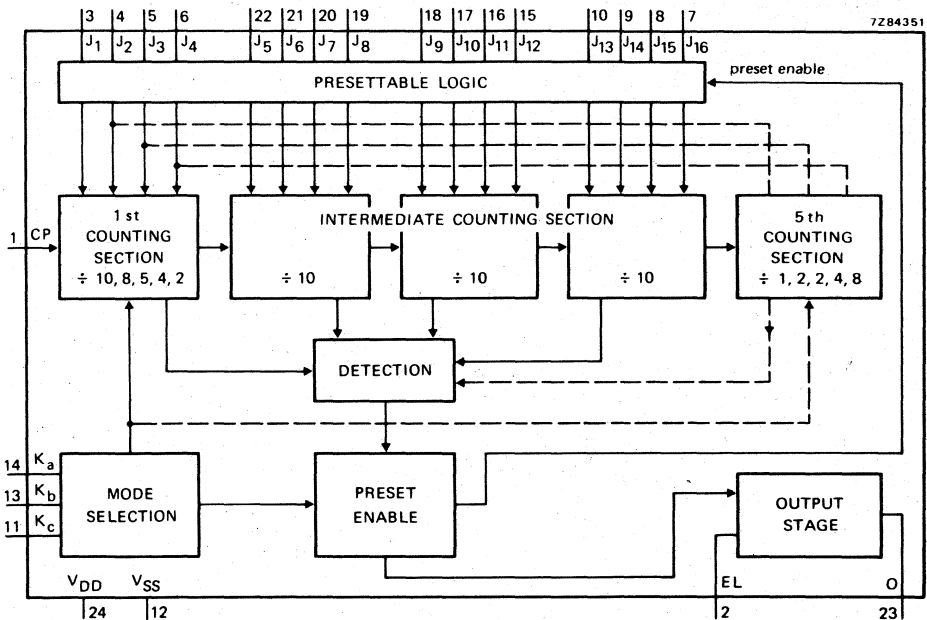 3 4 5 6 22 21 20 19 18 17 16 15 10 9 8 7
7Z84351
J1 J2 J3 J4 J5 J6 J7 J8 J9 J10 J11 J12 J13 J14 J15 J16
PRESETTABLE LOGIC
preset enable
1 CP
1st
COUNTING
SECTION
÷ 10, 8, 5, 4, 2
INTERMEDIATE COUNTING SECTION
÷ 10
÷ 10
÷ 10
5th
COUNTING
SECTION
÷ 1, 2, 2, 4, 8
DETECTION
14 Ka
13 Kb
11 Kc
MODE
SELECTION
PRESET
ENABLE
OUTPUT
STAGE
VDD
VSS
EL
O
24
12
2
23